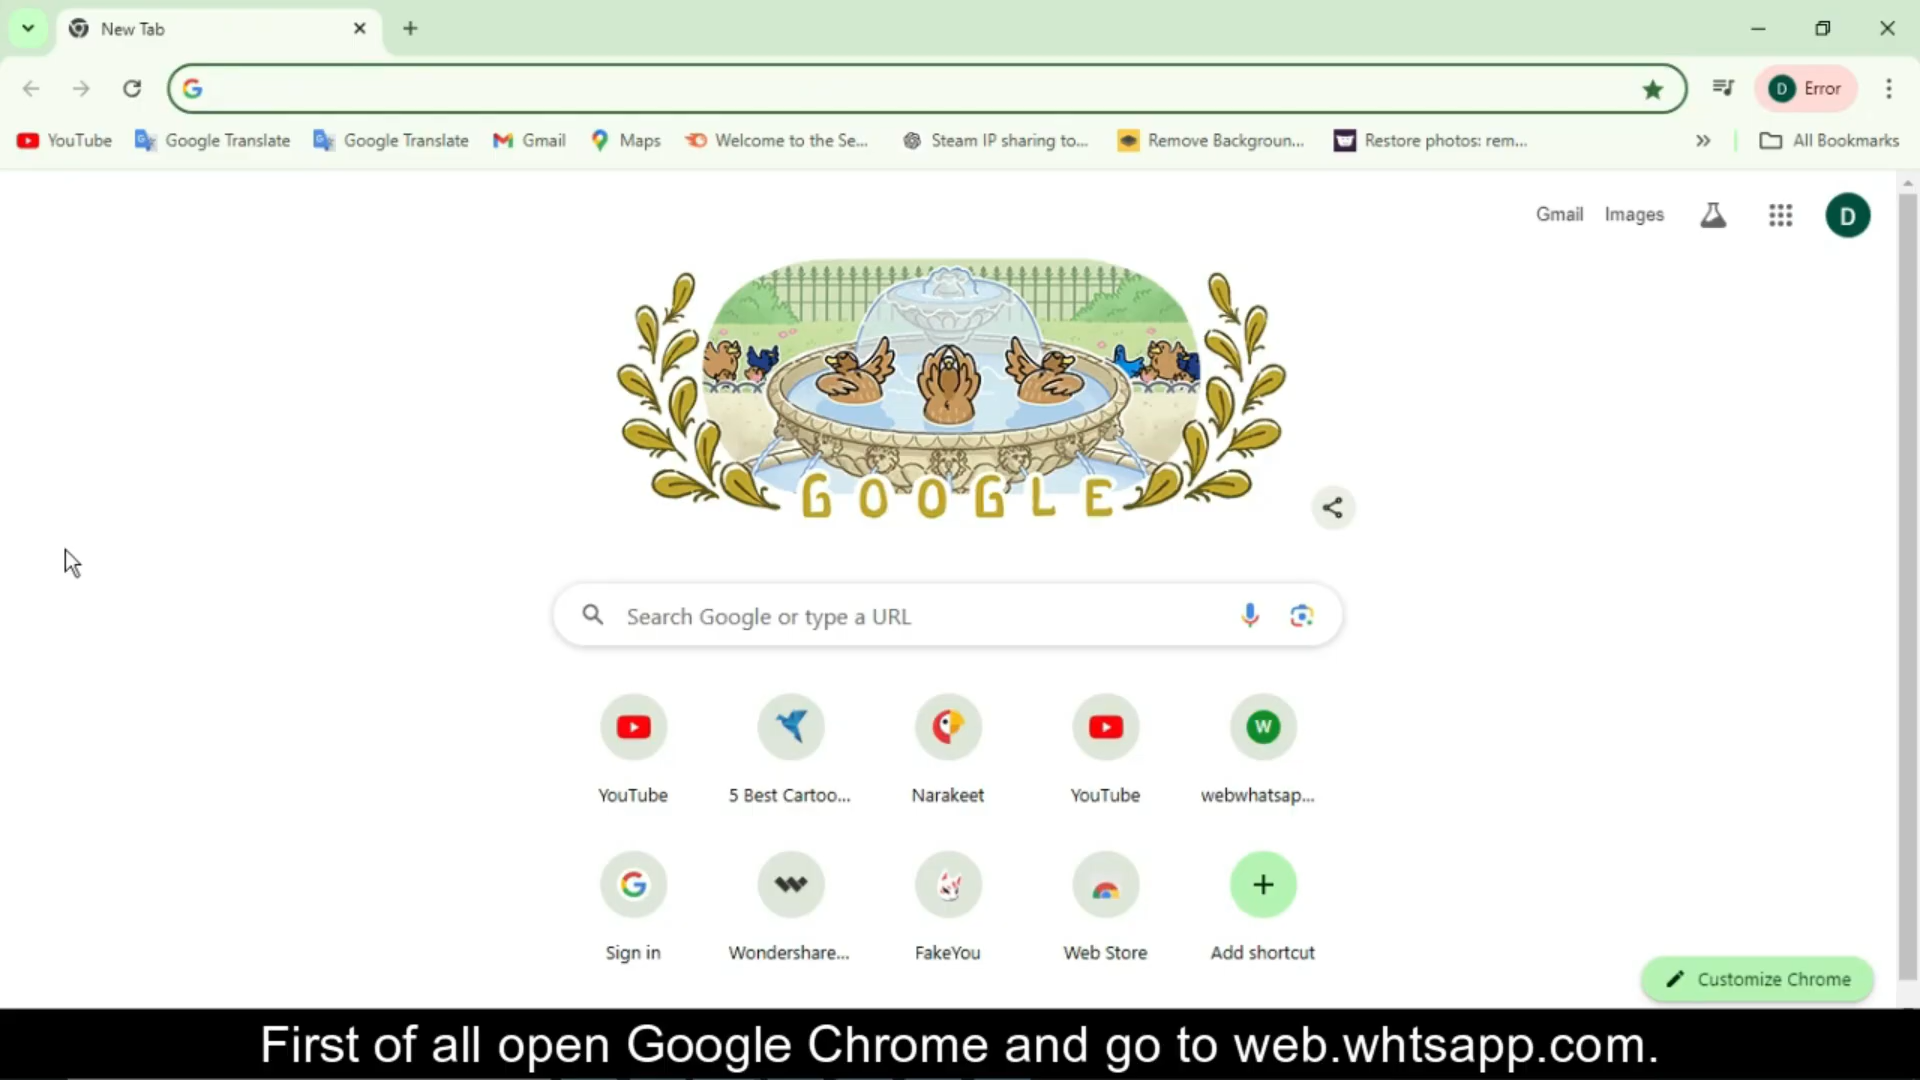 New Tab
D Error
YouTube Google Translate Google Translate Gmail Maps Welcome to the Se... Steam IP sharing to... Remove Backgroun... Restore photos: rem... All Bookmarks
Gmail Images D
GOOGLE
Search Google or type a URL
W
YouTube 5 Best Cartoo... Narakeet YouTube webwhatsap...
Sign in Wondershare... FakeYou Web Store Add shortcut
Customize Chrome
First of all open Google Chrome and go to web.whtsapp.com.